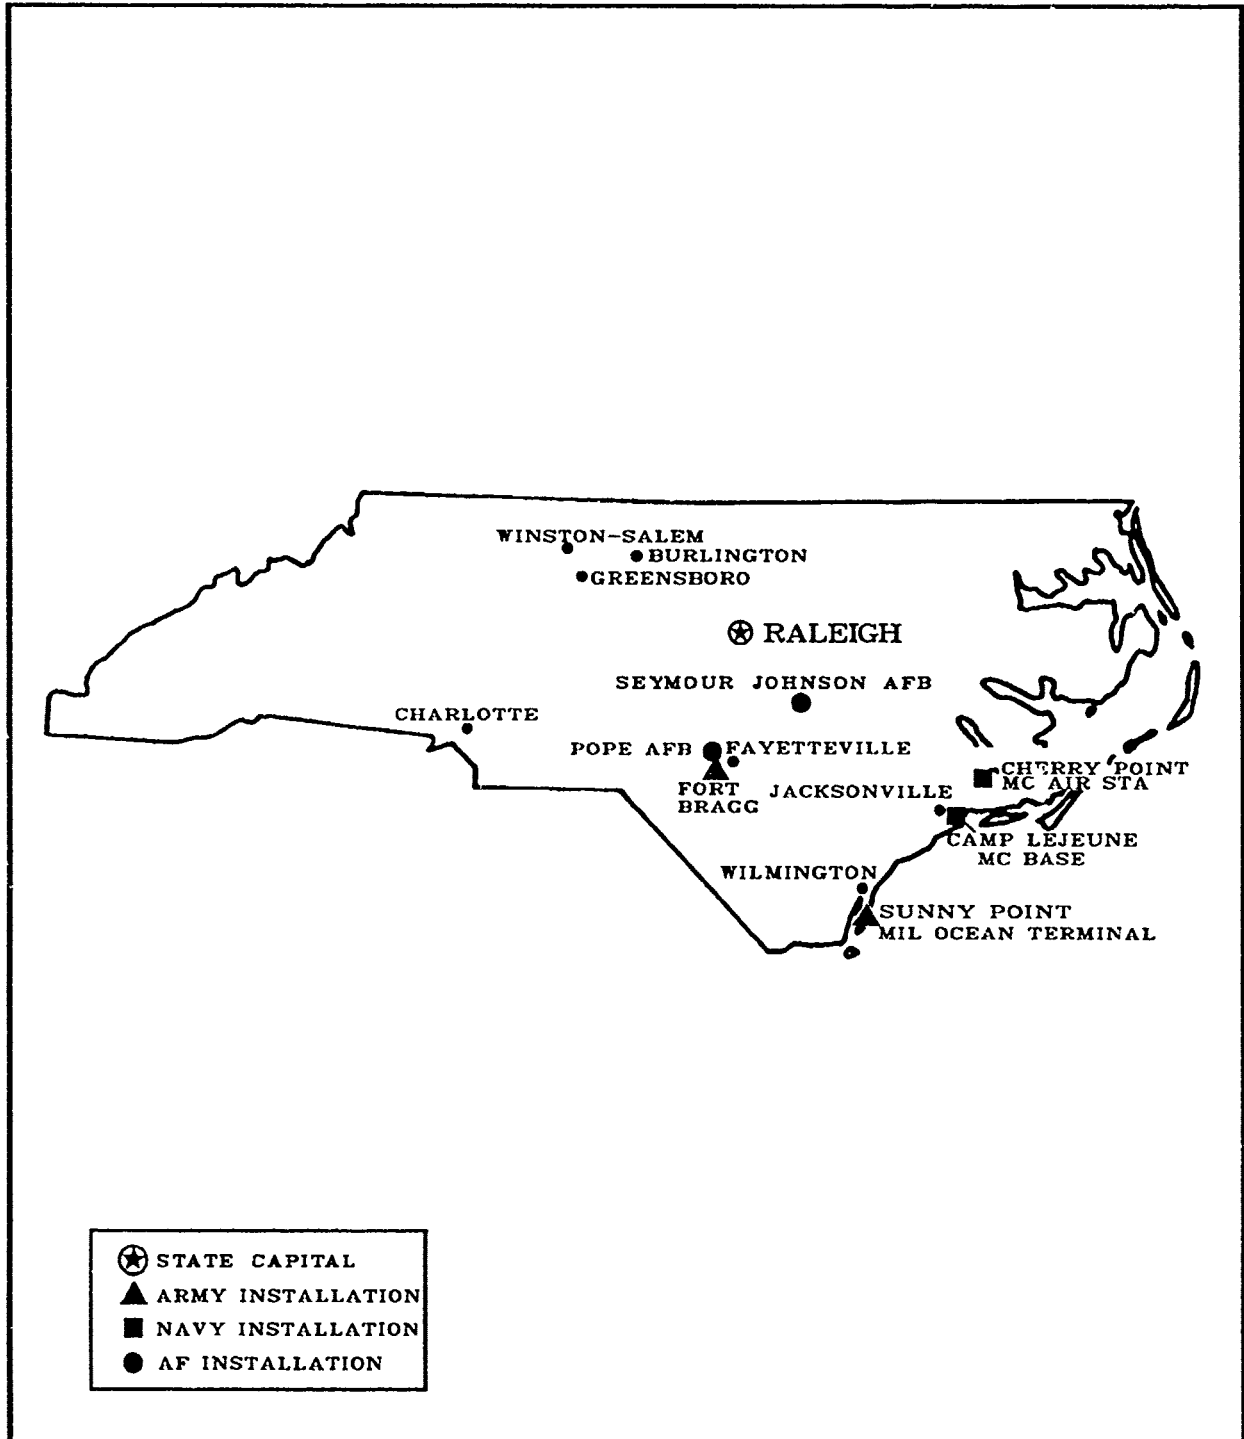 WINSTON-SALEM
BURLINGTON
GREENSBORO
RALEIGH
SEYMOUR JOHNSON AFB
CHARLOTTE
POPE AFB
FAYETTEVILLE
CHERRY POINT
MC AIR STA
FORT
BRAGG
JACKSONVILLE
CAMP LEJEUNE
MC BASE
WILMINGTON
SUNNY POINT
MIL OCEAN TERMINAL
STATE CAPITAL
ARMY INSTALLATION
NAVY INSTALLATION
AF INSTALLATION